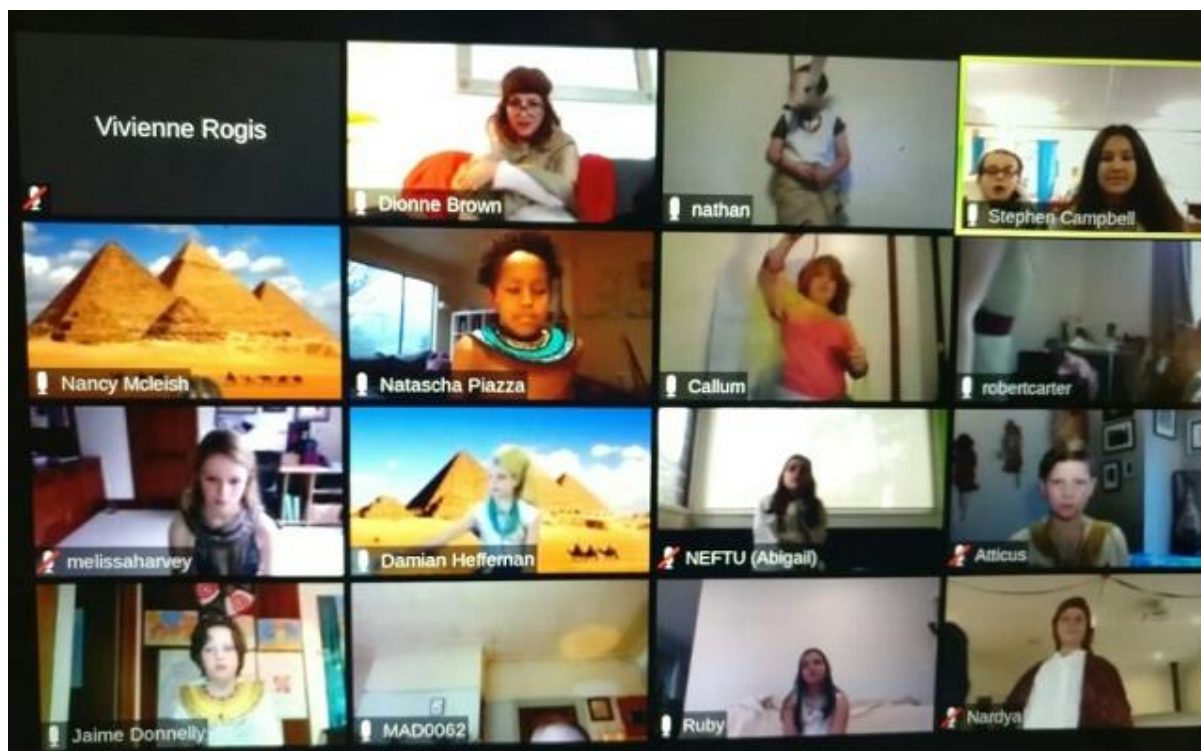 Vivienne Rogis
Dionne Brown
nathan
Stephen Campbell
Nancy Mcleish
Natascha Piazza
Callum
robertcarter
melissaharvey
Damian Heffernan
NEFTU (Abigail)
Atticus
Jaime Donnelly
MAD0062
Ruby
Nardya